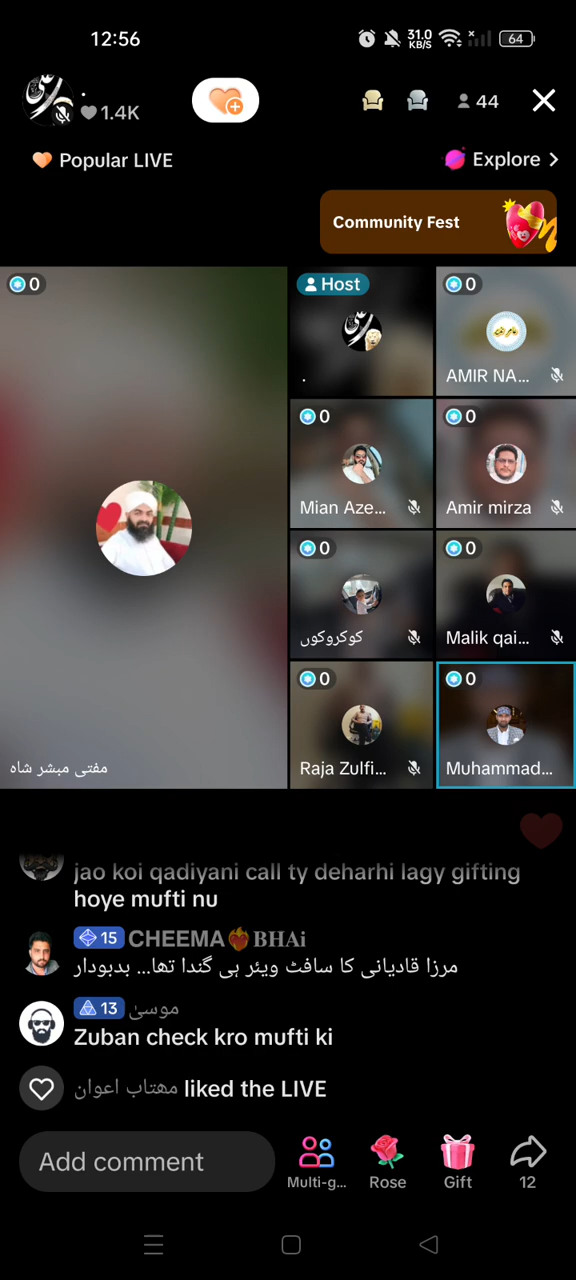 12:56
31.0
KB/S
64
.
1.4K
44
Popular LIVE
Explore
Community Fest
0
Host
0
.
AMIR NA...
0
0
Mian Aze...
Amir mirza
0
0
کوکروکوں
Malik qai...
0
0
مفتی مبشر شاہ
Raja Zulfi...
Muhammad...
jao koi qadiyani call ty deharhi lagy gifting
hoye mufti nu
15 CHEEMA❤️‍🔥BHAi
مرزا قادیانی کا سافٹ ویئر ہی گندا تھا... بدبودار
13 موسیٰ
Zuban check kro mufti ki
مهتاب اعوان liked the LIVE
Add comment
Multi-g...
Rose
Gift
12